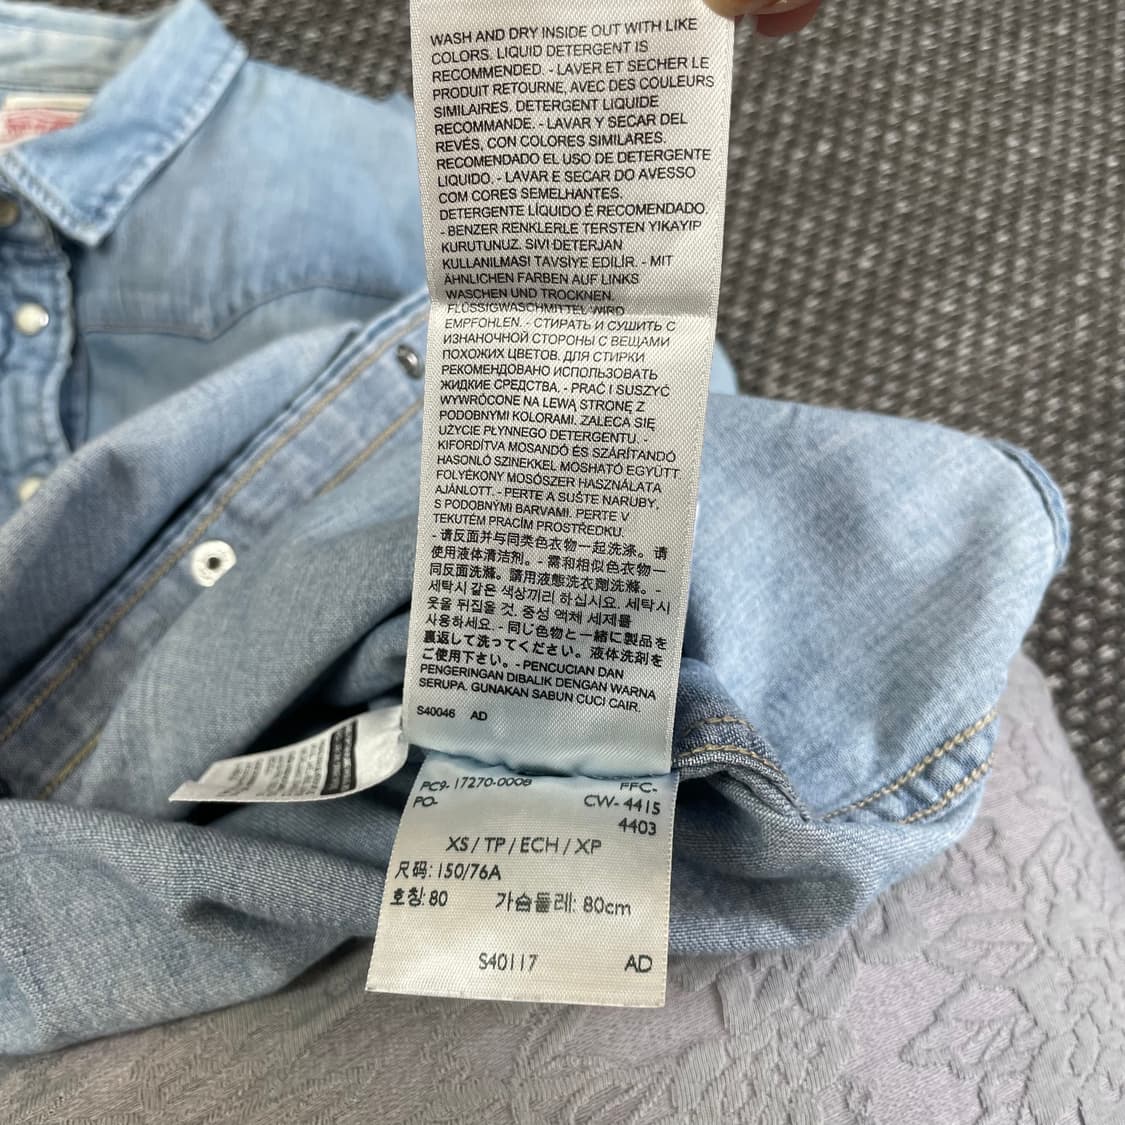 WASH AND DRY INSIDE OUT WITH LIKE
COLORS. LIQUID DETERGENT IS
RECOMMENDED. - LAVER ET SECHER LE
PRODUIT RETOURNE, AVEC DES COULEURS
SIMILAIRES. DETERGENT LIQUIDE
RECOMMANDE. - LAVAR Y SECAR DEL
REVÉS, CON COLORES SIMILARES.
RECOMENDADO EL USO DE DETERGENTE
LIQUIDO. - LAVAR E SECAR DO AVESSO
COM CORES SEMELHANTES.
DETERGENTE LÍQUIDO É RECOMENDADO.
- BENZER RENKLERLE TERSTEN YIKAYIP
KURUTUNUZ. SIVI DETERJAN
KULLANILMASI TAVSİYE EDİLİR. - MIT
ÄHNLICHEN FARBEN AUF LINKS
WASCHEN UND TROCKNEN.
FLÜSSIGWASCHMITTEL WIRD
EMPFOHLEN. - СТИРАТЬ И СУШИТЬ С
ИЗНАНОЧНОЙ СТОРОНЫ С ВЕЩАМИ
ПОХОЖИХ ЦВЕТОВ. ДЛЯ СТИРКИ
РЕКОМЕНДОВАНО ИСПОЛЬЗОВАТЬ
ЖИДКИЕ СРЕДСТВА. - PRAĆ I SUSZYĆ
WYWRÓCONE NA LEWĄ STRONĘ Z
PODOBNYMI KOLORAMI. ZALECA SIĘ
UŻYCIE PŁYNNEGO DETERGENTU. -
KIFORDÍTVA MOSANDÓ ÉS SZÁRÍTANDÓ
HASONLÓ SZINEKKEL MOSHATÓ EGYÜTT
FOLYÉKONY MOSÓSZER HASZNÁLATA
AJÁNLOTT. - PERTE A SUŠTE NARUBY,
S PODOBNÝMI BARVAMI. PERTE V
TEKUTÉM PRACÍM PROSTŘEDKU.
- 请反面并与同类色衣物一起洗涤。请
使用液体清洁剂。- 需和相似色衣物一
同反面洗滌。請用液態洗衣劑洗滌。-
세탁시 같은 색상끼리 하십시요. 세탁시
옷을 뒤집을 것. 중성 액체 세제를
사용하세요. - 同じ色物と一緒に製品を
裏返して洗ってください。液体洗剤を
ご使用下さい。- PENCUCIAN DAN
PENGERINGAN DIBALIK DENGAN WARNA
SERUPA. GUNAKAN SABUN CUCI CAIR.
S40046 AD
PC9- 17270-0008 FFC-
PO- CW- 4415
4403
XS / TP / ECH / XP
尺码: 150/76A
호칭: 80 가슴둘레: 80cm
S40117 AD